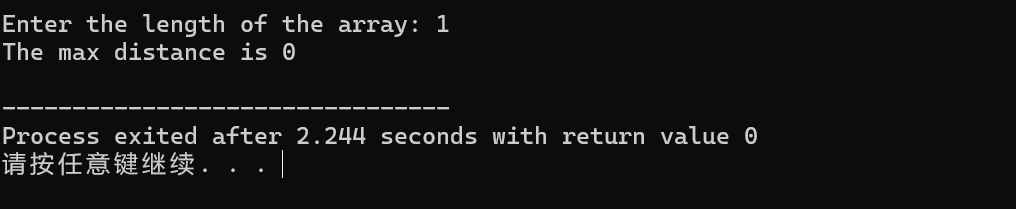 Enter the length of the array: 1
The max distance is 0
--------------------------------
Process exited after 2.244 seconds with return value 0
请按任意键继续. . .